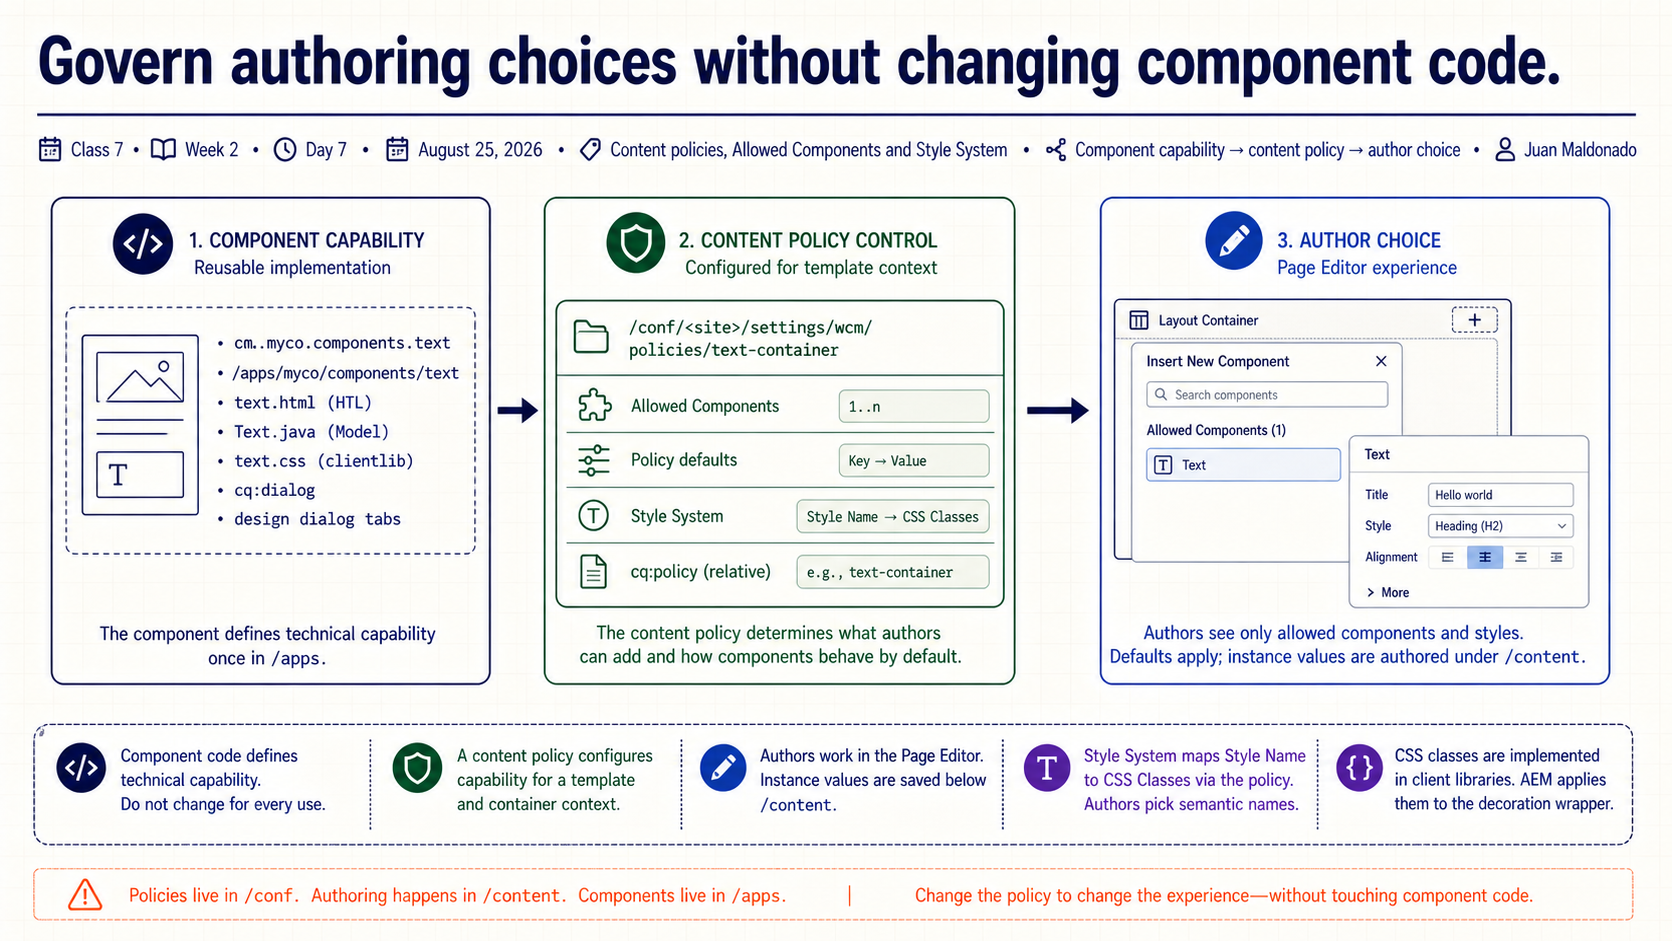 Govern authoring choices without changing component code.
Class 7 • Week 2 • Day 7 • August 25, 2026 • Content policies, Allowed Components and Style System • Component capability → content policy → author choice • Juan Maldonado
1. COMPONENT CAPABILITY
Reusable implementation
T
• cm..myco.components.text
• /apps/myco/components/text
• text.html (HTL)
• Text.java (Model)
• text.css (clientlib)
• cq:dialog
• design dialog tabs
The component defines technical capability
once in /apps.
2. CONTENT POLICY CONTROL
Configured for template context
/conf/<site>/settings/wcm/
policies/text-container
Allowed Components 1..n
Policy defaults Key → Value
T Style System Style Name → CSS Classes
cq:policy (relative) e.g., text-container
The content policy determines what authors
can add and how components behave by default.
3. AUTHOR CHOICE
Page Editor experience
Layout Container +
Insert New Component ×
Search components
Allowed Components (1)
T Text
Text
Title Hello world
Style Heading (H2)
Alignment
> More
Authors see only allowed components and styles.
Defaults apply; instance values are authored under /content.
</>
Component code defines
technical capability.
Do not change for every use.
A content policy configures
capability for a template
and container context.
Authors work in the Page Editor.
Instance values are saved below
/content.
T
Style System maps Style Name
to CSS Classes via the policy.
Authors pick semantic names.
{}
CSS classes are implemented
in client libraries. AEM applies
them to the decoration wrapper.
Policies live in /conf. Authoring happens in /content. Components live in /apps. | Change the policy to change the experience—without touching component code.